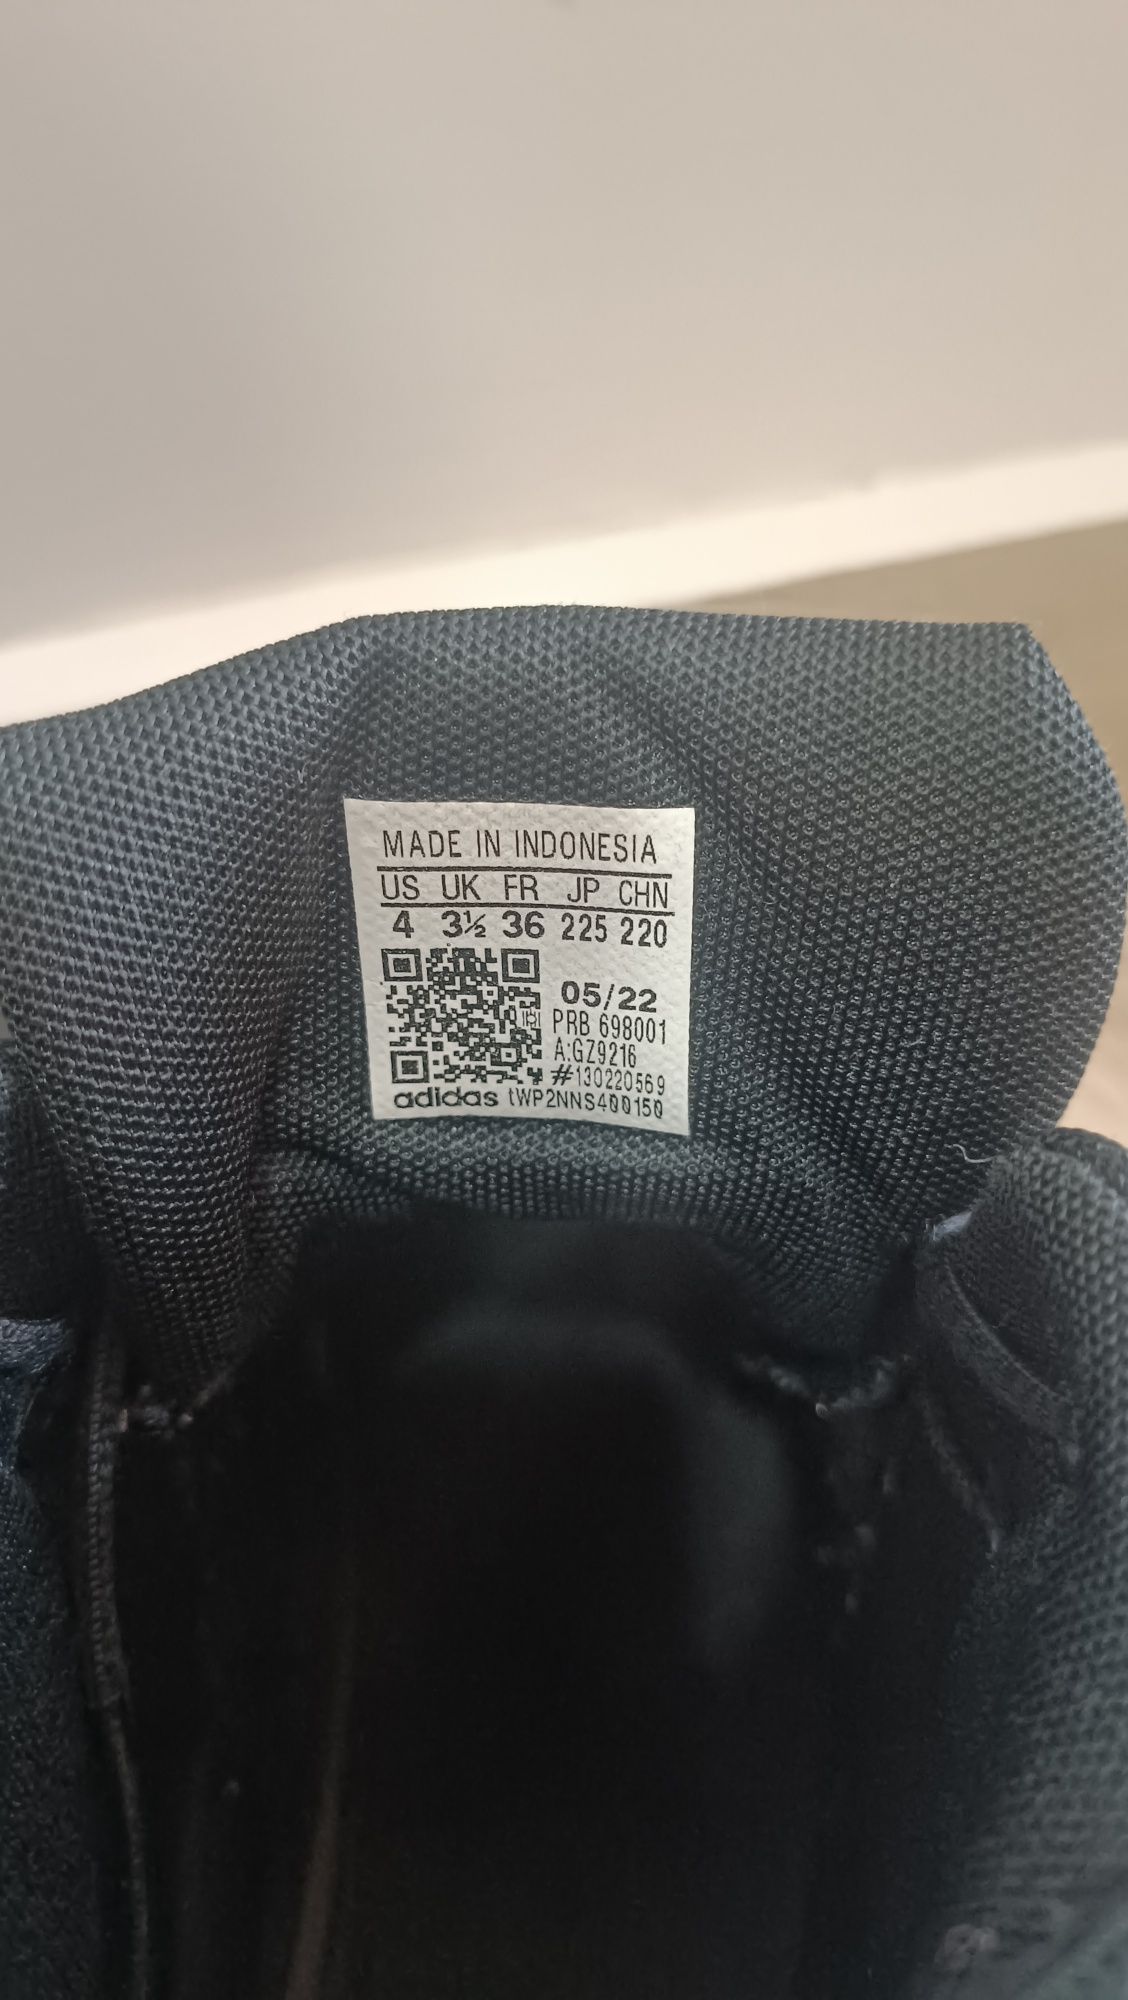 MADE IN INDONESIA
US UK FR JP CHN
4 3½ 36 225 220
05/22
PRB 698001
A:GZ9216
#130220569
adidas tWP2NNS400150